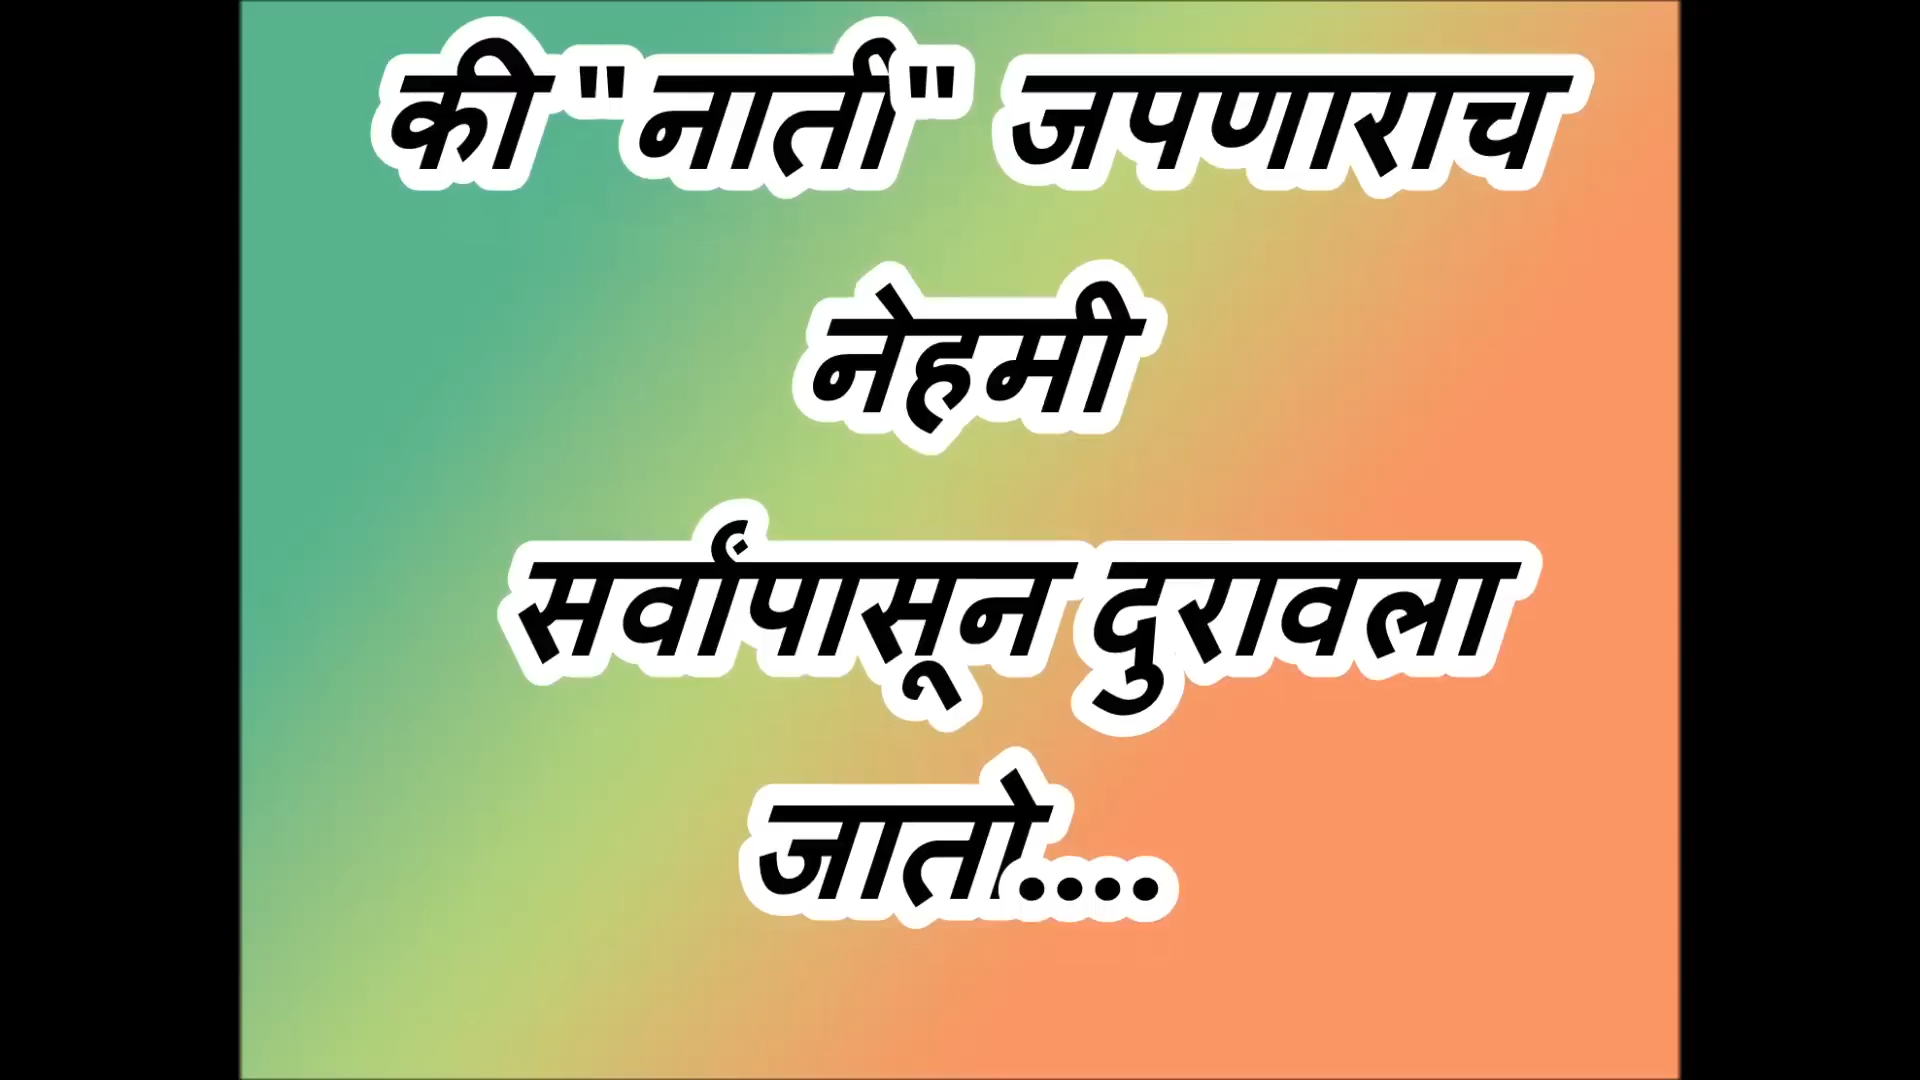 की "नाती" जपणाराच
नेहमी
सर्वांपासून दुरावला
जातो....